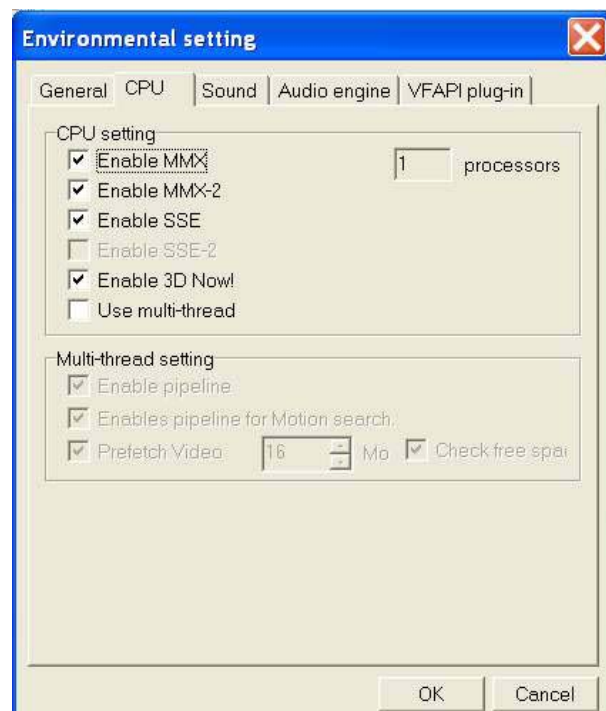 Environmental setting
General CPU Sound Audio engine VFAPI plug-in
CPU setting
Enable MMX 1 processors
Enable MMX-2
Enable SSE
Enable SSE-2
Enable 3D Now!
Use multi-thread
Multi-thread setting
Enable pipeline
Enables pipeline for Motion search.
Prefetch Video 16 Mo Check free spa
OK Cancel